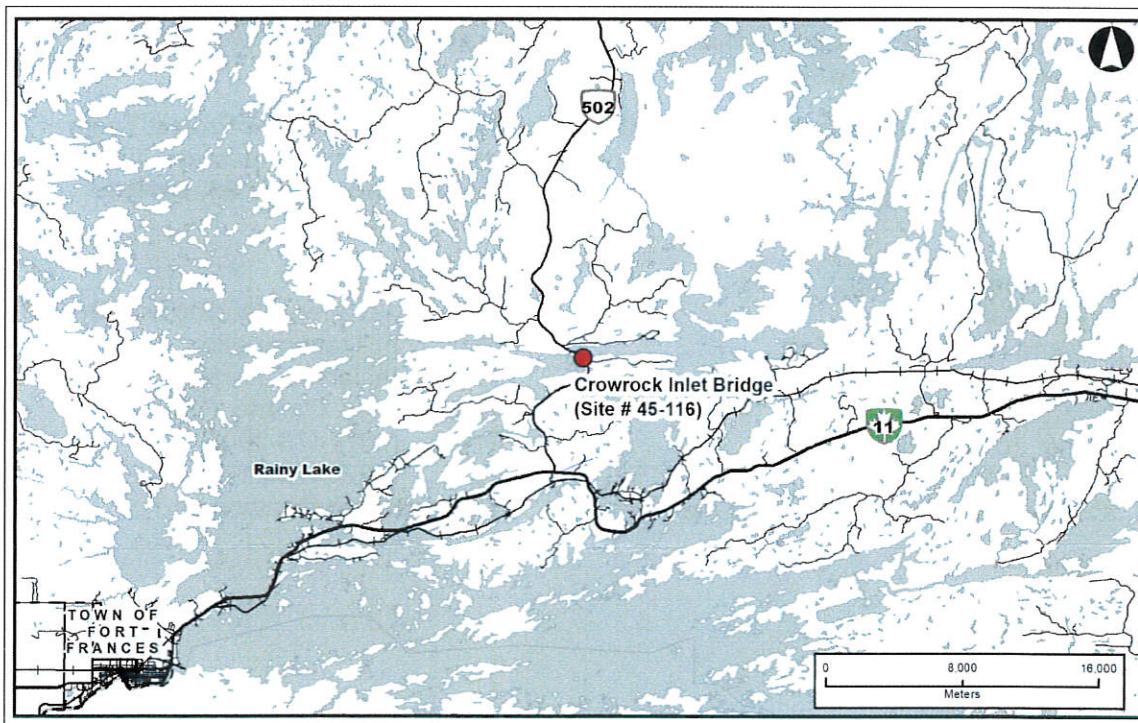 502
Crowrock Inlet Bridge
(Site # 45-116)
11
Rainy Lake
TOWN OF
FORT
FRANCES
0 8,000 16,000
Meters